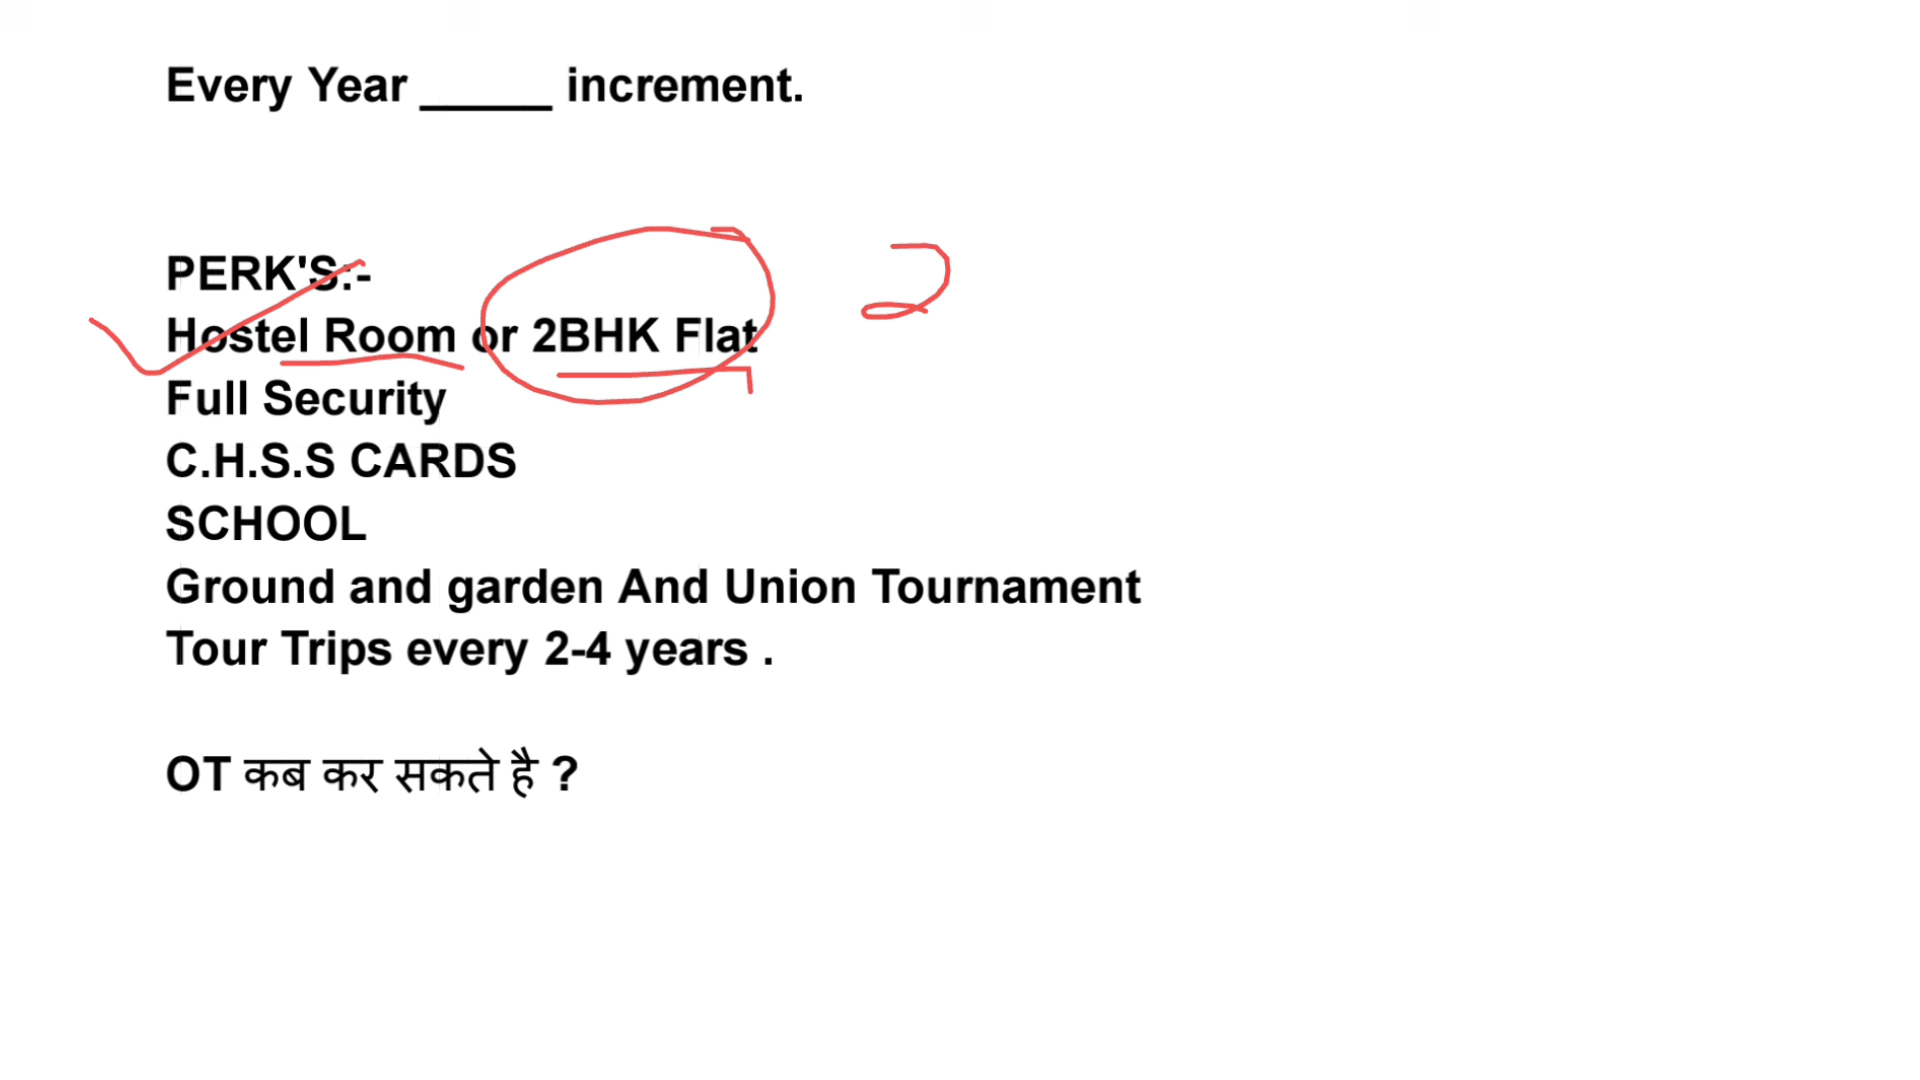 Every Year _____ increment.
PERK'S:-
2
Hostel Room or 2BHK Flat
Full Security
C.H.S.S CARDS
SCHOOL
Ground and garden And Union Tournament
Tour Trips every 2-4 years .
OT कब कर सकते है ?